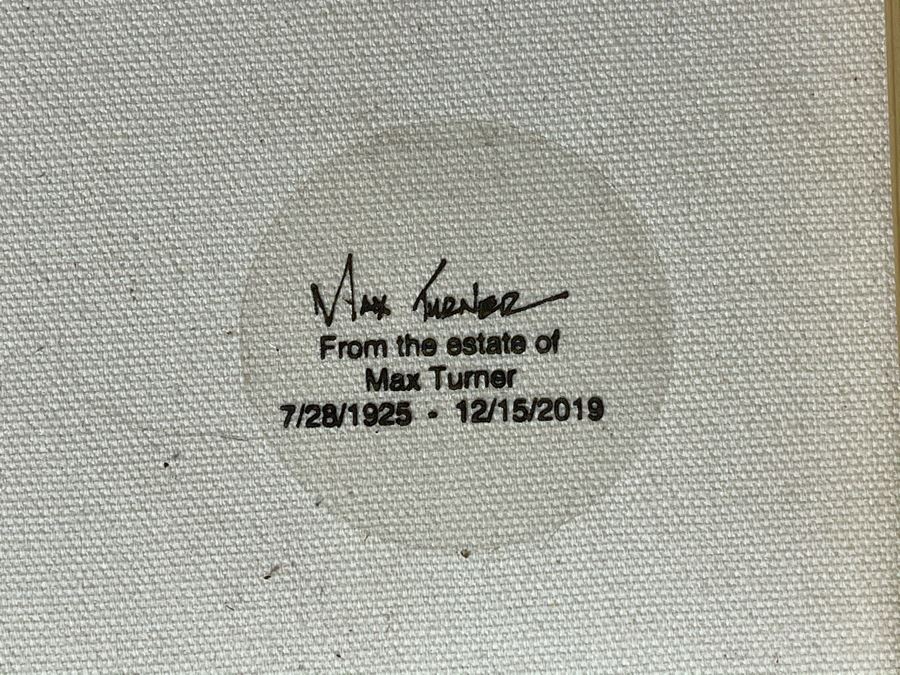 Max Turner
From the estate of
Max Turner
7/28/1925 - 12/15/2019